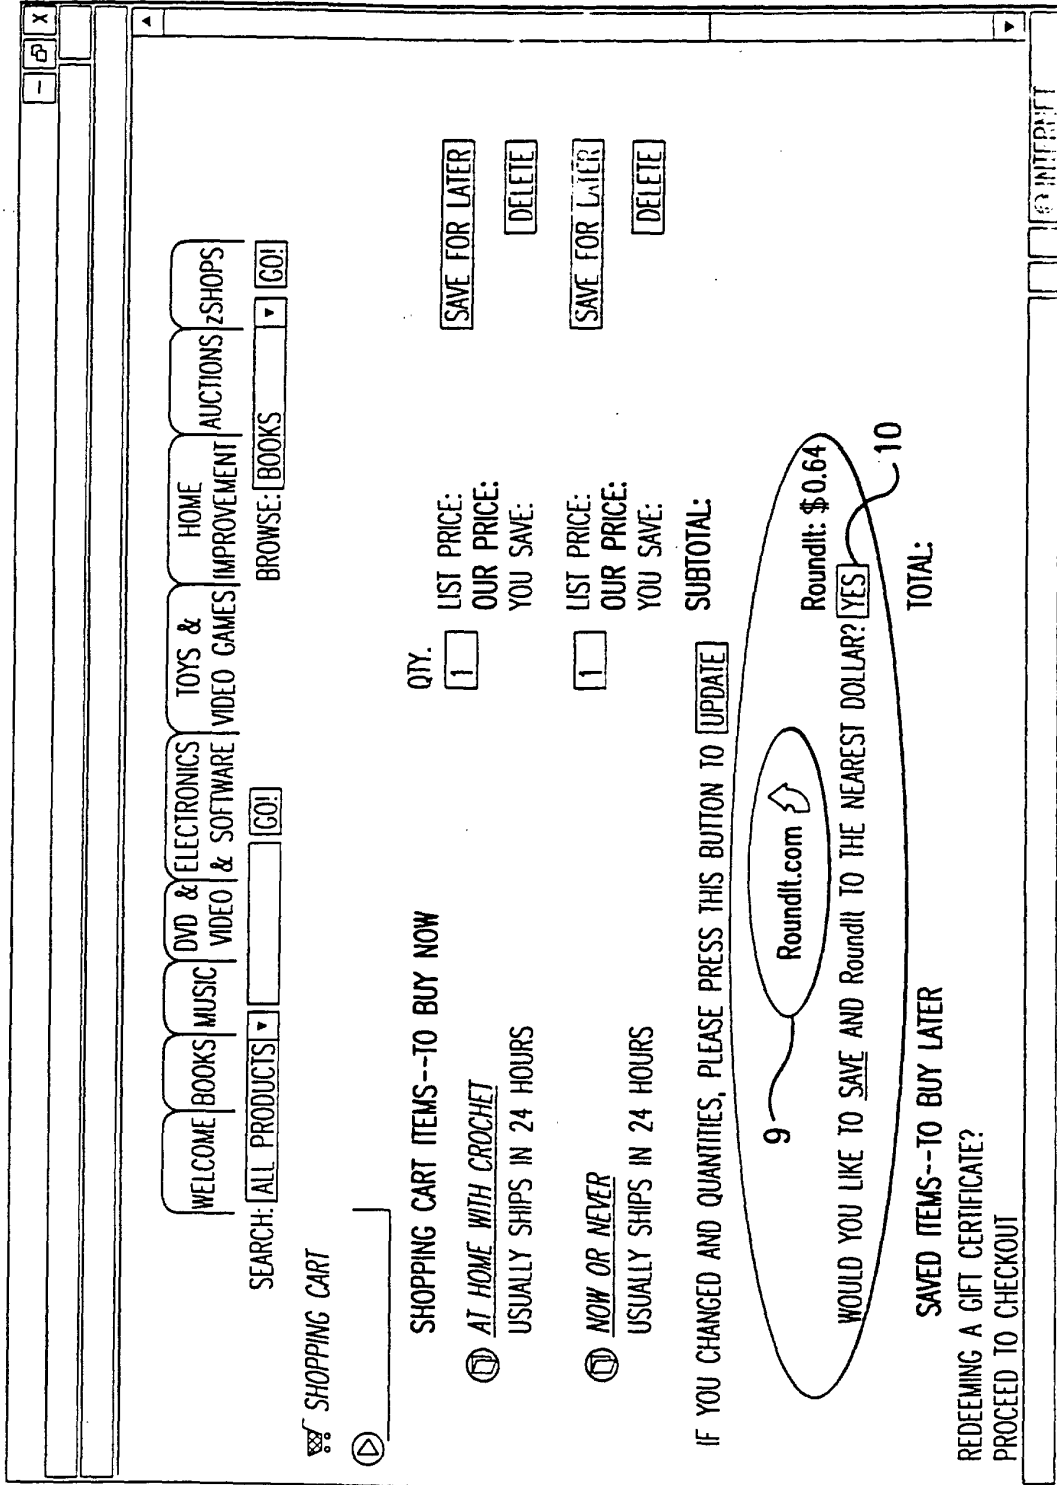 – X
WELCOME BOOKS MUSIC DVD & VIDEO ELECTRONICS & SOFTWARE TOYS & VIDEO GAMES HOME IMPROVEMENT AUCTIONS zSHOPS
SEARCH: ALL PRODUCTS GO! BROWSE: BOOKS GO!
SHOPPING CART
SHOPPING CART ITEMS--TO BUY NOW QTY.
AT HOME WITH CROCHET 1 LIST PRICE: SAVE FOR LATER
OUR PRICE:
USUALLY SHIPS IN 24 HOURS YOU SAVE: DELETE
NOW OR NEVER 1 LIST PRICE: SAVE FOR LATER
OUR PRICE:
USUALLY SHIPS IN 24 HOURS YOU SAVE: DELETE
IF YOU CHANGED AND QUANTITIES, PLEASE PRESS THIS BUTTON TO UPDATE SUBTOTAL:
9 RoundIt.com
RoundIt: $0.64
WOULD YOU LIKE TO SAVE AND RoundIt TO THE NEAREST DOLLAR? YES 10
SAVED ITEMS--TO BUY LATER TOTAL:
REDEEMING A GIFT CERTIFICATE?
PROCEED TO CHECKOUT
INTERNET